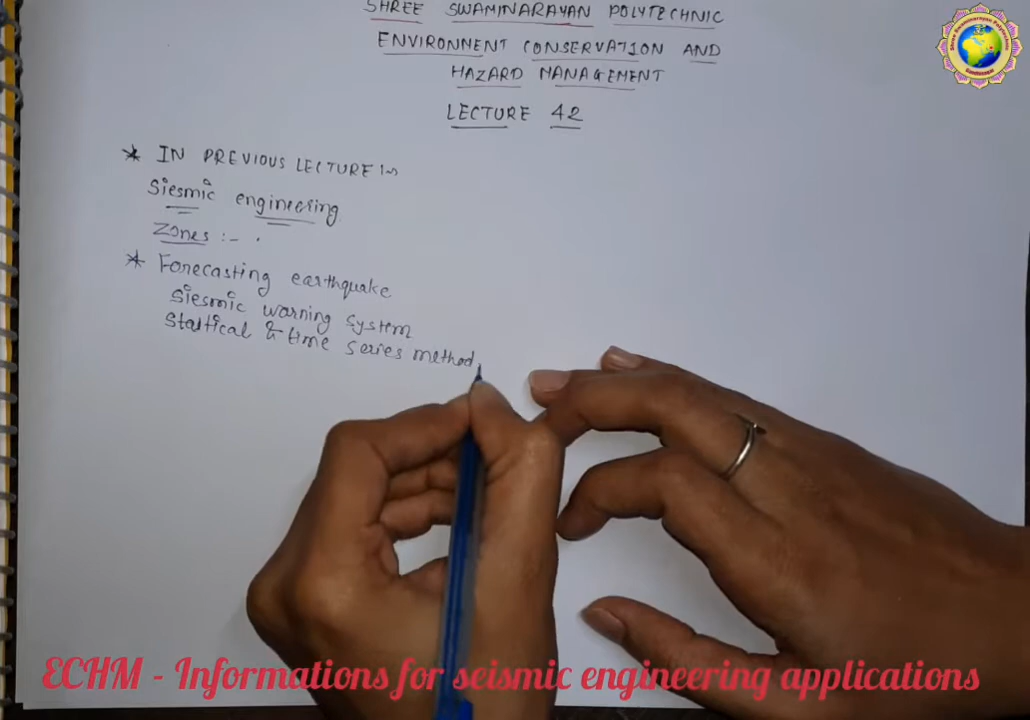 SHREE SWAMINARAYAN POLYTECHNIC
ENVIRONMENT CONSERVATION AND
HAZARD MANAGEMENT
LECTURE 42
* IN PREVIOUS LECTURE :~
Siesmic engineering
Zones :- .
* Forecasting earthquake
Siesmic warning system
Statical & time series method
ECHM - Informations for seismic engineering applications